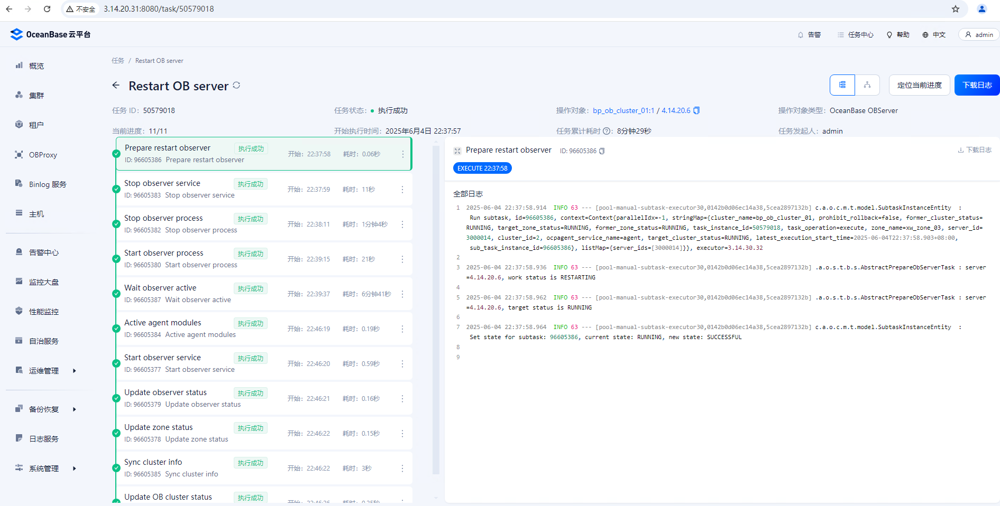 不安全 3.14.20.31:8080/task/50579018
OceanBase 云平台
告警 任务中心 帮助 中文 admin
概览
集群
租户
OBProxy
Binlog 服务
主机
告警中心
监控大盘
性能监控
自治服务
运维管理
备份恢复
日志服务
系统管理
任务 / Restart OB server
Restart OB server
定位当前进度 下载日志
任务 ID： 50579018 任务状态： 执行成功 操作对象： bp_ob_cluster_01:1 / 4.14.20.6 操作对象类型： OceanBase OBServer
当前进度： 11/11 开始执行时间： 2025年6月4日 22:37:57 任务累计耗时 ： 8分钟29秒 任务发起人： admin
Prepare restart observer 执行成功 开始： 22:37:58 耗时： 0.06秒
ID: 96605386 Prepare restart observer
Stop observer service 执行成功 开始： 22:37:59 耗时： 11秒
ID: 96605383 Stop observer service
Stop observer process 执行成功 开始： 22:38:11 耗时： 1分钟4秒
ID: 96605382 Stop observer process
Start observer process 执行成功 开始： 22:39:15 耗时： 21秒
ID: 96605380 Start observer process
Wait observer active 执行成功 开始： 22:39:37 耗时： 6分钟41秒
ID: 96605387 Wait observer active
Active agent modules 执行成功 开始： 22:46:19 耗时： 0.19秒
ID: 96605384 Active agent modules
Start observer service 执行成功 开始： 22:46:20 耗时： 0.59秒
ID: 96605377 Start observer service
Update observer status 执行成功 开始： 22:46:21 耗时： 0.16秒
ID: 96605379 Update observer status
Update zone status 执行成功 开始： 22:46:22 耗时： 0.15秒
ID: 96605378 Update zone status
Sync cluster info 执行成功 开始： 22:46:22 耗时： 3秒
ID: 96605385 Sync cluster info
Update OB cluster status 执行成功
Prepare restart observer ID: 96605386 下载日志
EXECUTE 22:37:58
全部日志
1 2025-06-04 22:37:58.914 INFO 63 --- [pool-manual-subtask-executor30,0142b0d06ec14a38,5cea2897132b] c.a.o.c.m.t.model.SubtaskInstanceEntity :
Run subtask, id=96605386, context=Context{parallelIdx=-1, stringMap={cluster_name=bp_ob_cluster_01, prohibit_rollback=false, former_cluster_status=
RUNNING, target_zone_status=RUNNING, former_zone_status=RUNNING, task_instance_id=50579018, task_operation=execute, zone_name=xw_zone_03, server_id=
3000014, cluster_id=2, ocpagent_service_name=agent, target_cluster_status=RUNNING, latest_execution_start_time=2025-06-04T22:37:58.903+08:00,
sub_task_instance_id=96605386}, listMap={server_ids=[3000014]}}, executor=3.14.30.32
2
3 2025-06-04 22:37:58.936 INFO 63 --- [pool-manual-subtask-executor30,0142b0d06ec14a38,5cea2897132b] .a.o.s.t.b.s.AbstractPrepareObServerTask : server
=4.14.20.6, work status is RESTARTING
4
5 2025-06-04 22:37:58.962 INFO 63 --- [pool-manual-subtask-executor30,0142b0d06ec14a38,5cea2897132b] .a.o.s.t.b.s.AbstractPrepareObServerTask : server
=4.14.20.6, target status is RUNNING
6
7 2025-06-04 22:37:58.964 INFO 63 --- [pool-manual-subtask-executor30,0142b0d06ec14a38,5cea2897132b] c.a.o.c.m.t.model.SubtaskInstanceEntity :
Set state for subtask: 96605386, current state: RUNNING, new state: SUCCESSFUL
8
9